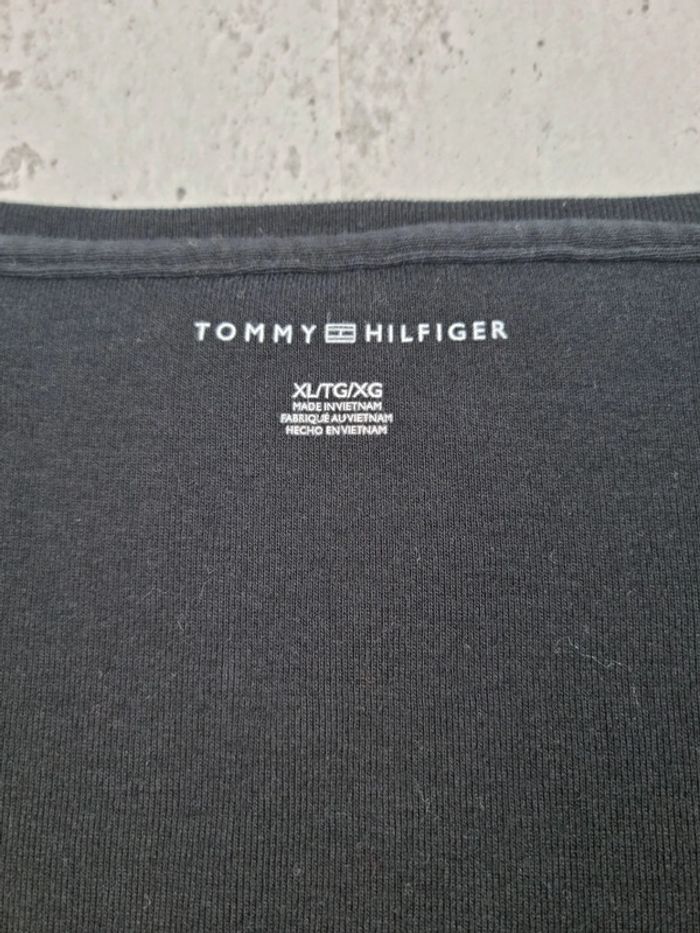 TOMMY HILFIGER
XL/TG/XG
MADE IN VIETNAM
FABRIQUÉ AU VIETNAM
HECHO EN VIETNAM